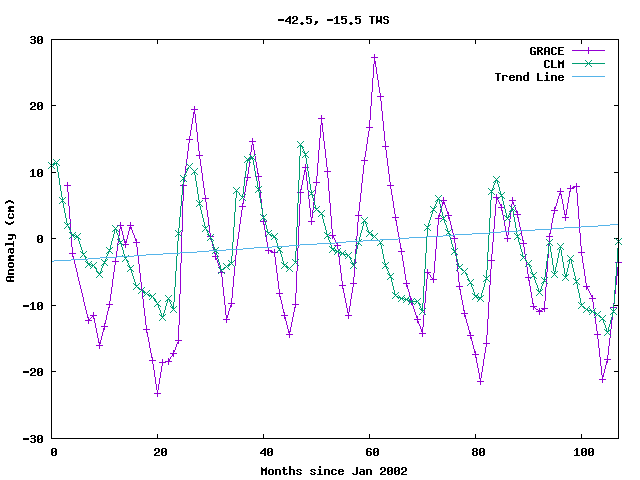 -42.5, -15.5 TWS
GRACE
CLM
Trend Line
30
20
10
0
-10
-20
-30
Anomaly (cm)
0 20 40 60 80 100
Months since Jan 2002